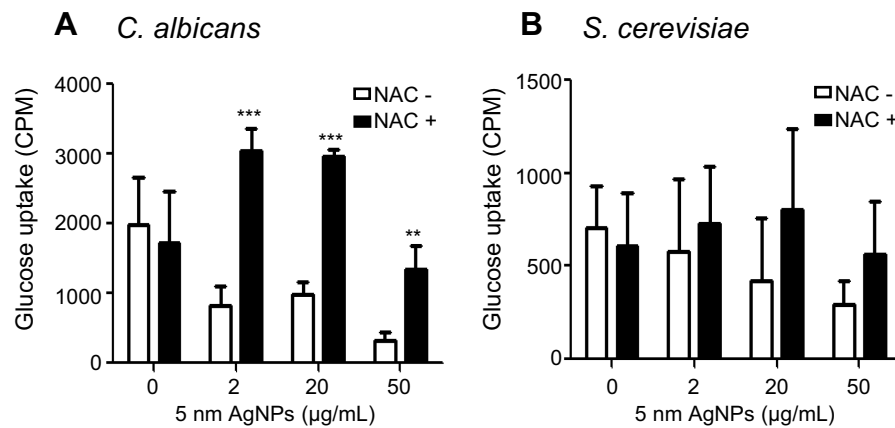 A C. albicans
4000
3000
2000
1000
0
Glucose uptake (CPM)
NAC -
NAC +
***
***
**
0 2 20 50
5 nm AgNPs (µg/mL)
B S. cerevisiae
1500
1000
500
0
Glucose uptake (CPM)
NAC -
NAC +
0 2 20 50
5 nm AgNPs (µg/mL)